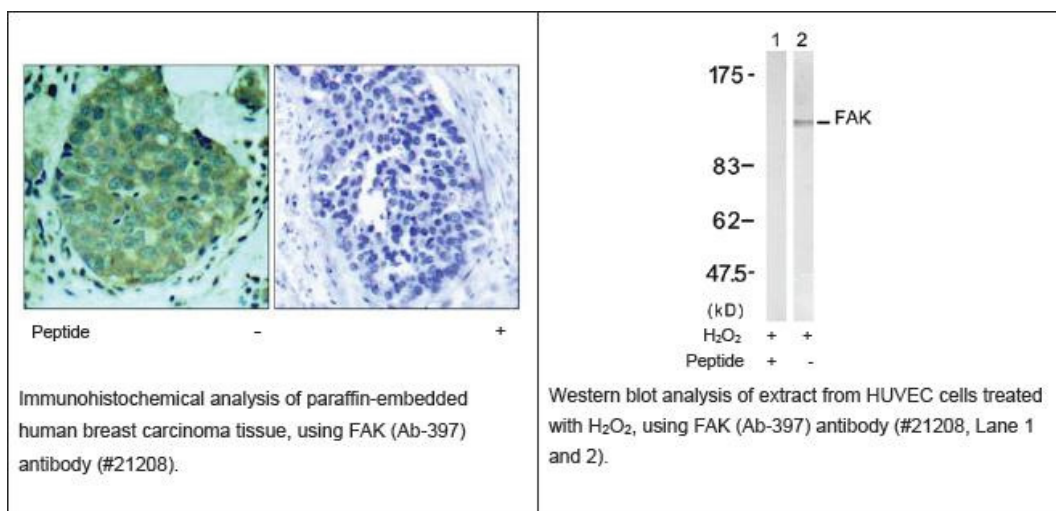 Peptide - +
Immunohistochemical analysis of paraffin-embedded
human breast carcinoma tissue, using FAK (Ab-397)
antibody (#21208).
1 2
175-
FAK
83-
62-
47.5-
(kD)
H₂O₂ + +
Peptide + -
Western blot analysis of extract from HUVEC cells treated
with H₂O₂, using FAK (Ab-397) antibody (#21208, Lane 1
and 2).